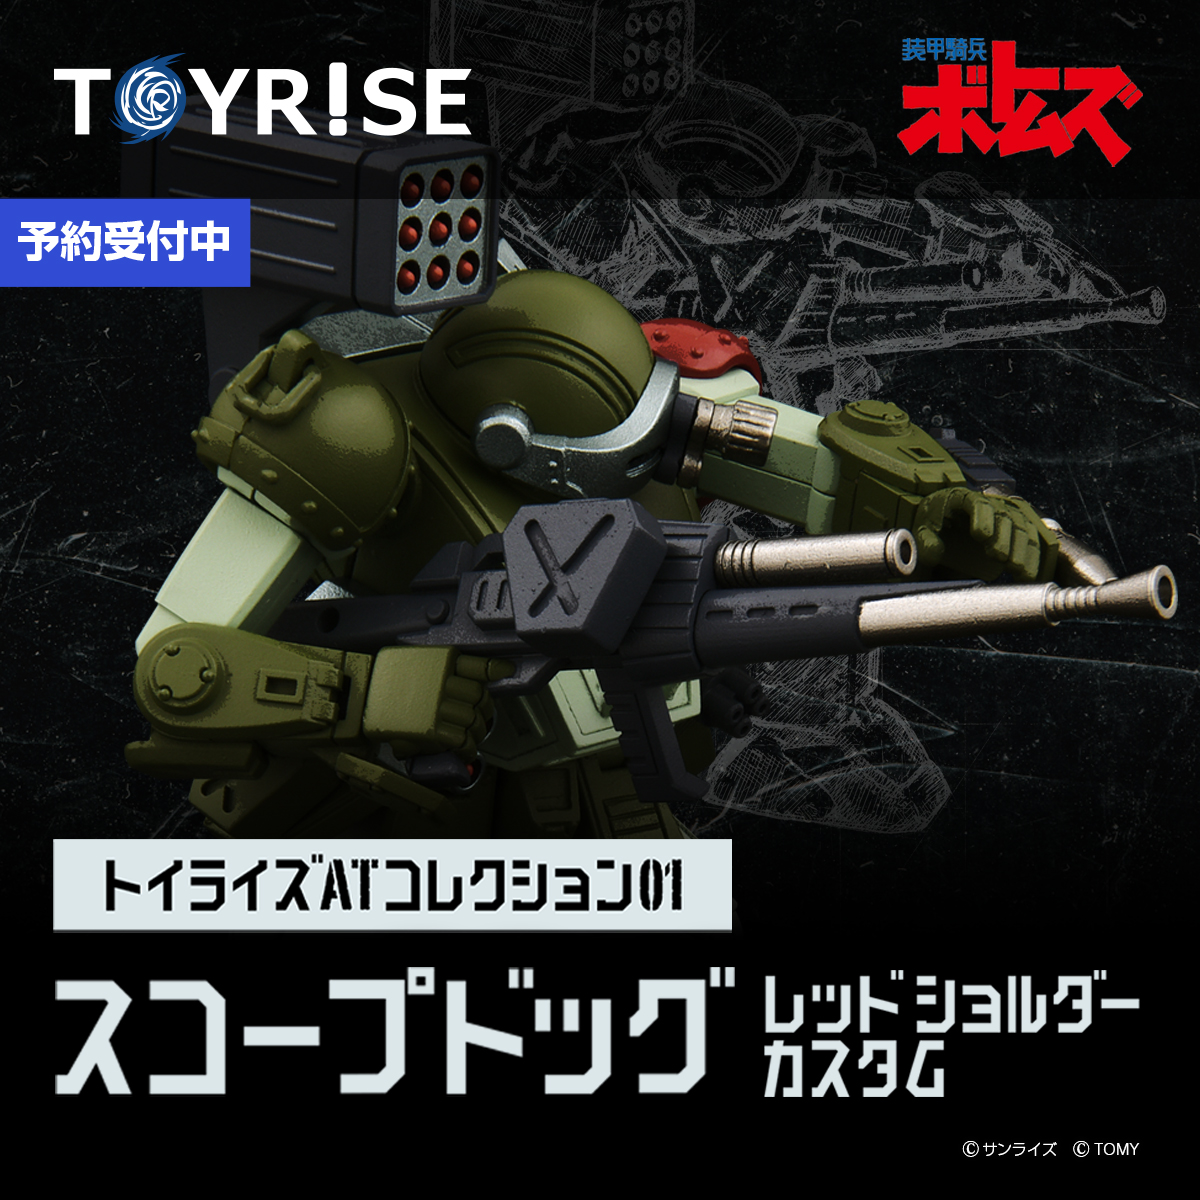 TOYR!SE
装甲騎兵
ボトムズ
予約受付中
トイライズATコレクション01
スコープドッグ
レッドショルダー
カスタム
©サンライズ © TOMY